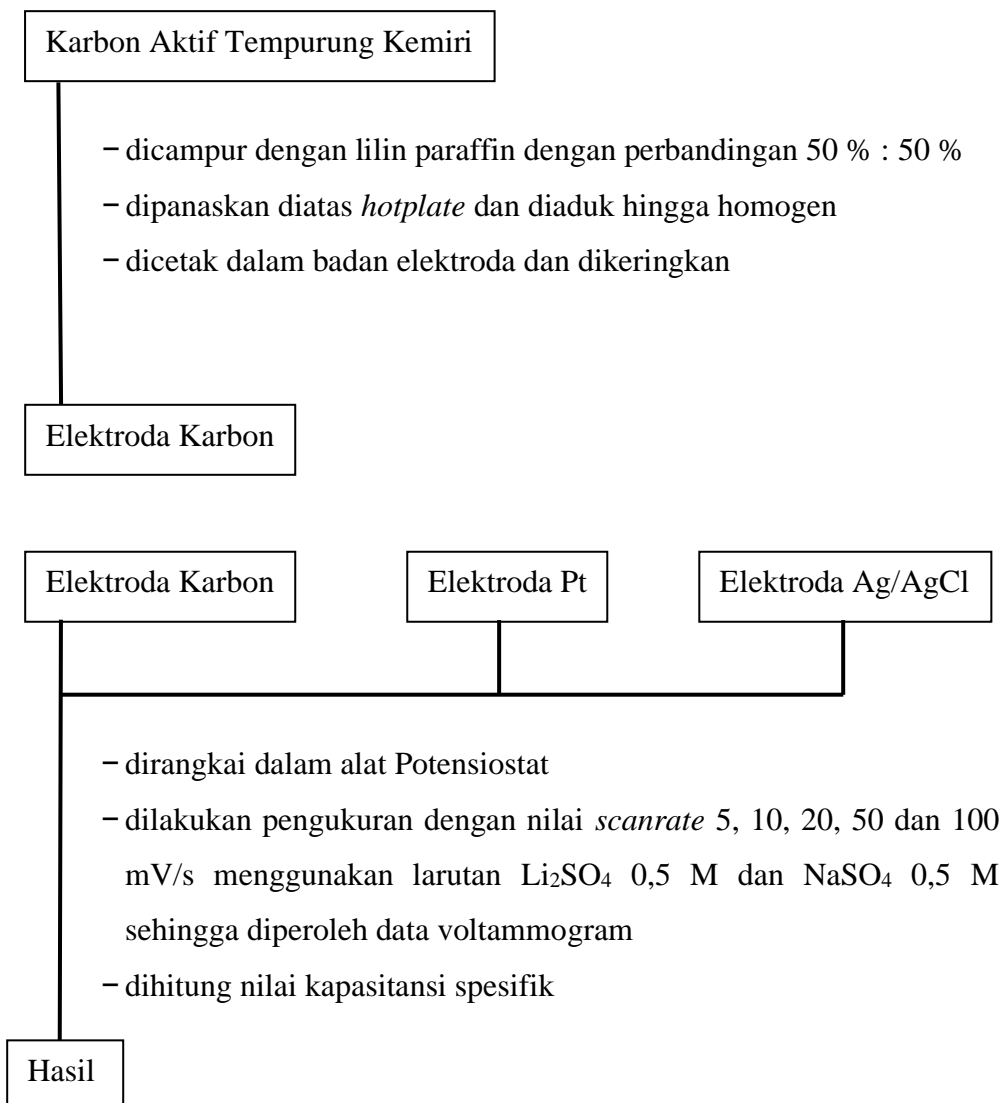 Karbon Aktif Tempurung Kemiri
− dicampur dengan lilin paraffin dengan perbandingan 50 % : 50 %
− dipanaskan diatas hotplate dan diaduk hingga homogen
− dicetak dalam badan elektroda dan dikeringkan
Elektroda Karbon
Elektroda Karbon
Elektroda Pt
Elektroda Ag/AgCl
− dirangkai dalam alat Potensiostat
− dilakukan pengukuran dengan nilai scanrate 5, 10, 20, 50 dan 100
mV/s menggunakan larutan Li₂SO₄ 0,5 M dan NaSO₄ 0,5 M
sehingga diperoleh data voltammogram
− dihitung nilai kapasitansi spesifik
Hasil